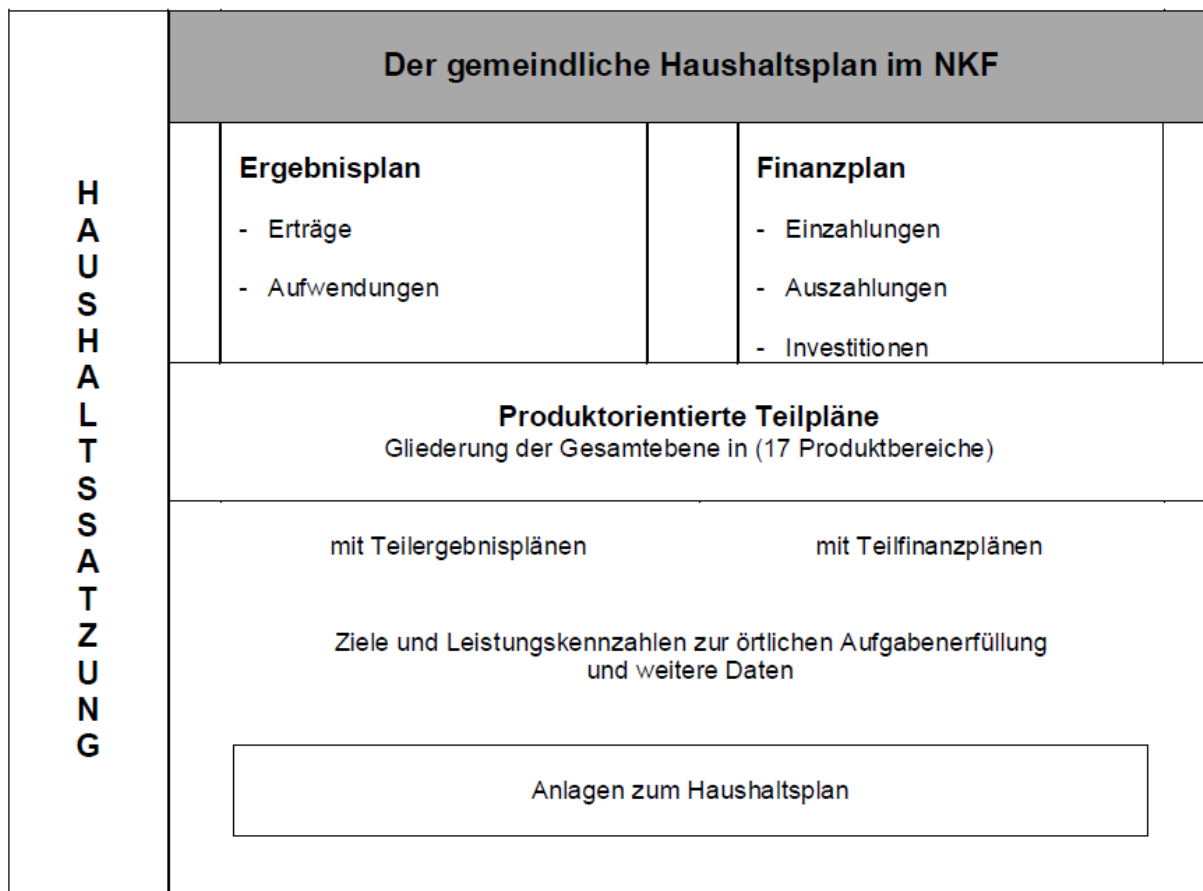 HAUSHALTSSATZUNG
Der gemeindliche Haushaltsplan im NKF
Ergebnisplan
- Erträge
- Aufwendungen
Finanzplan
- Einzahlungen
- Auszahlungen
- Investitionen
Produktorientierte Teilpläne
Gliederung der Gesamtebene in (17 Produktbereiche)
mit Teilergebnisplänen
mit Teilfinanzplänen
Ziele und Leistungskennzahlen zur örtlichen Aufgabenerfüllung
und weitere Daten
Anlagen zum Haushaltsplan